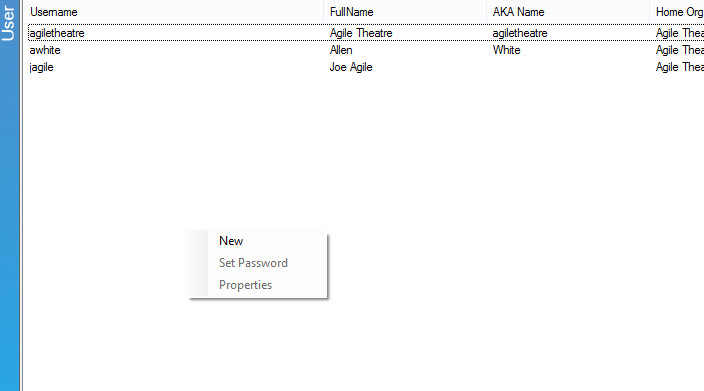 User
Username FullName AKA Name Home Org
agiletheatre Agile Theatre agiletheatre Agile Thea
awhite Allen White Agile Thea
jagile Joe Agile Agile Thea
New
Set Password
Properties